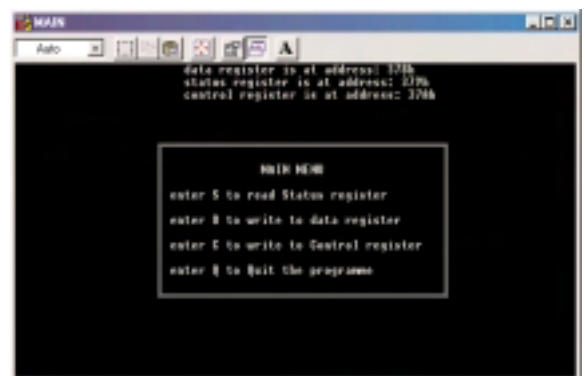 MAIN
Auto
A
data register is at address: 378h
status register is at address: 379h
control register is at address: 37Ah
MAIN MENU
enter S to read Status register
enter D to write to data register
enter C to write to Control register
enter Q to Quit the programme